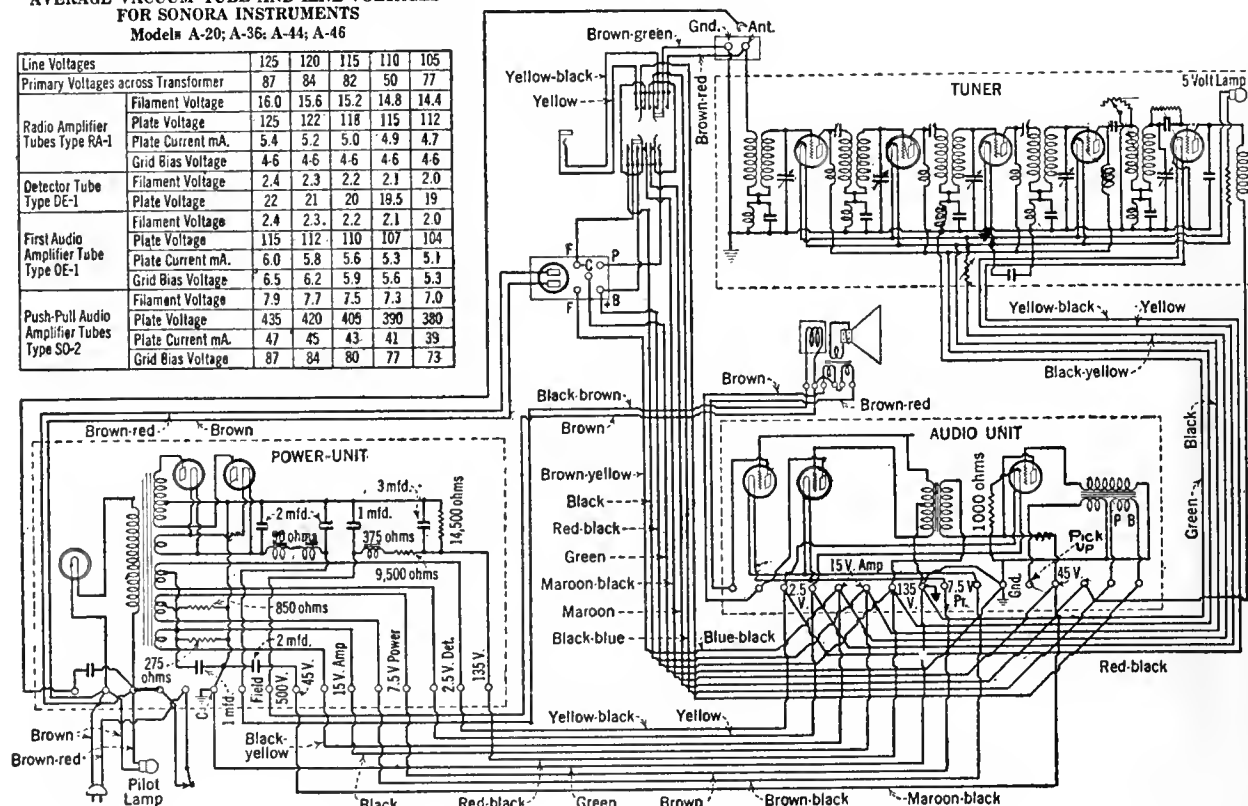 FOR SONORA INSTRUMENTS
Models A-20; A-36; A-44; A-46
Line Voltages 125 120 115 110 105
Primary Voltages across Transformer 87 84 82 50 77
Radio Amplifier Tubes Type RA-1
Filament Voltage 16.0 15.6 15.2 14.8 14.4
Plate Voltage 125 122 118 115 112
Plate Current mA. 5.4 5.2 5.0 4.9 4.7
Grid Bias Voltage 4-6 4-6 4-6 4-6 4-6
Detector Tube Type DE-1
Filament Voltage 2.4 2.3 2.2 2.1 2.0
Plate Voltage 22 21 20 19.5 19
First Audio Amplifier Tube Type OE-1
Filament Voltage 2.4 2.3. 2.2 2.1 2.0
Plate Voltage 115 112 110 107 104
Plate Current mA. 6.0 5.8 5.6 5.3 5.1
Grid Bias Voltage 6.5 6.2 5.9 5.6 5.3
Push-Pull Audio Amplifier Tubes Type SO-2
Filament Voltage 7.9 7.7 7.5 7.3 7.0
Plate Voltage 435 420 405 390 380
Plate Current mA. 47 45 43 41 39
Grid Bias Voltage 87 84 80 77 73
Brown-green
Gnd.
Ant.
Yellow-black
Yellow
Brown-red
TUNER
5 Volt Lamp
F
P
C
F
+B
Yellow-black
Yellow
Black-yellow
Black
Green
Brown
Brown-red
Black-brown
Brown
Brown-red
Brown
POWER-UNIT
3 mfd.
2 mfd.
1 mfd.
14,500 ohms
375 ohms
9,500 ohms
850 ohms
2 mfd.
275 ohms
1 mfd.
Field
500 V.
45 V.
15 V. Amp
7.5 V Power
2.5 V. Det.
135 V.
Brown
Brown-red
Pilot Lamp
Brown-yellow
Black
Red-black
Green
Maroon-black
Maroon
Black-blue
Blue-black
AUDIO UNIT
1000 ohms
P B
Pick up
2.5 V.
15 V. Amp
135 V.
7.5 V Pr.
Gnd.
45 V.
Red-black
Yellow-black
Yellow
Black-yellow
Black
Red-black
Green
Brown
Brown-black
Maroon-black